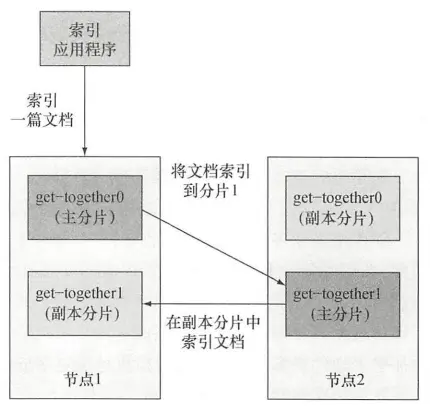 索引
应用程序
索引
一篇文档
将文档索引
到分片1
get-together0
(主分片)
get-together0
(副本分片)
get-together1
(副本分片)
get-together1
(主分片)
在副本分片中
索引文档
节点1
节点2